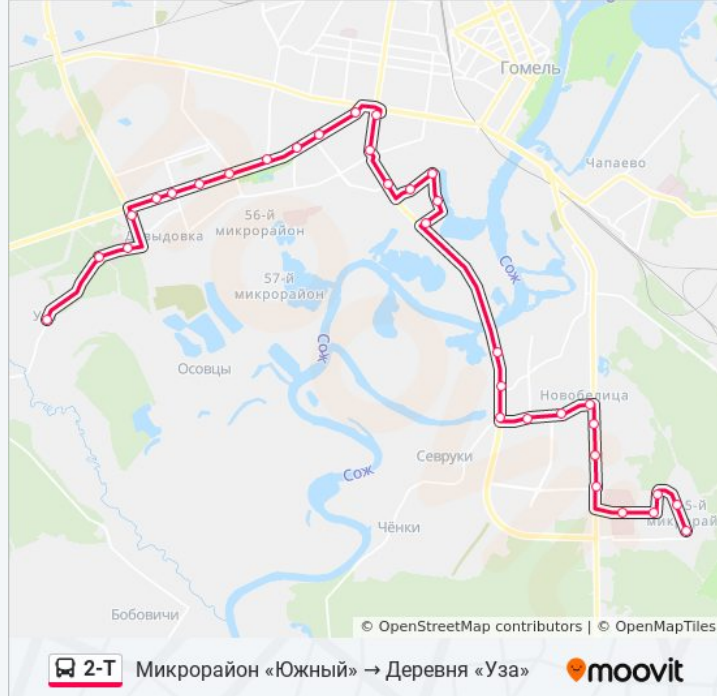 Гомель
Чапаево
56-й
микрорайон
57-й
микрорайон
Сож
Сож
Осовцы
Новобелица
Севруки
Сож
Чёнки
Бобовичи
© OpenStreetMap contributors | © OpenMapTiles
2-Т Микрорайон «Южный» → Деревня «Уза» moovit